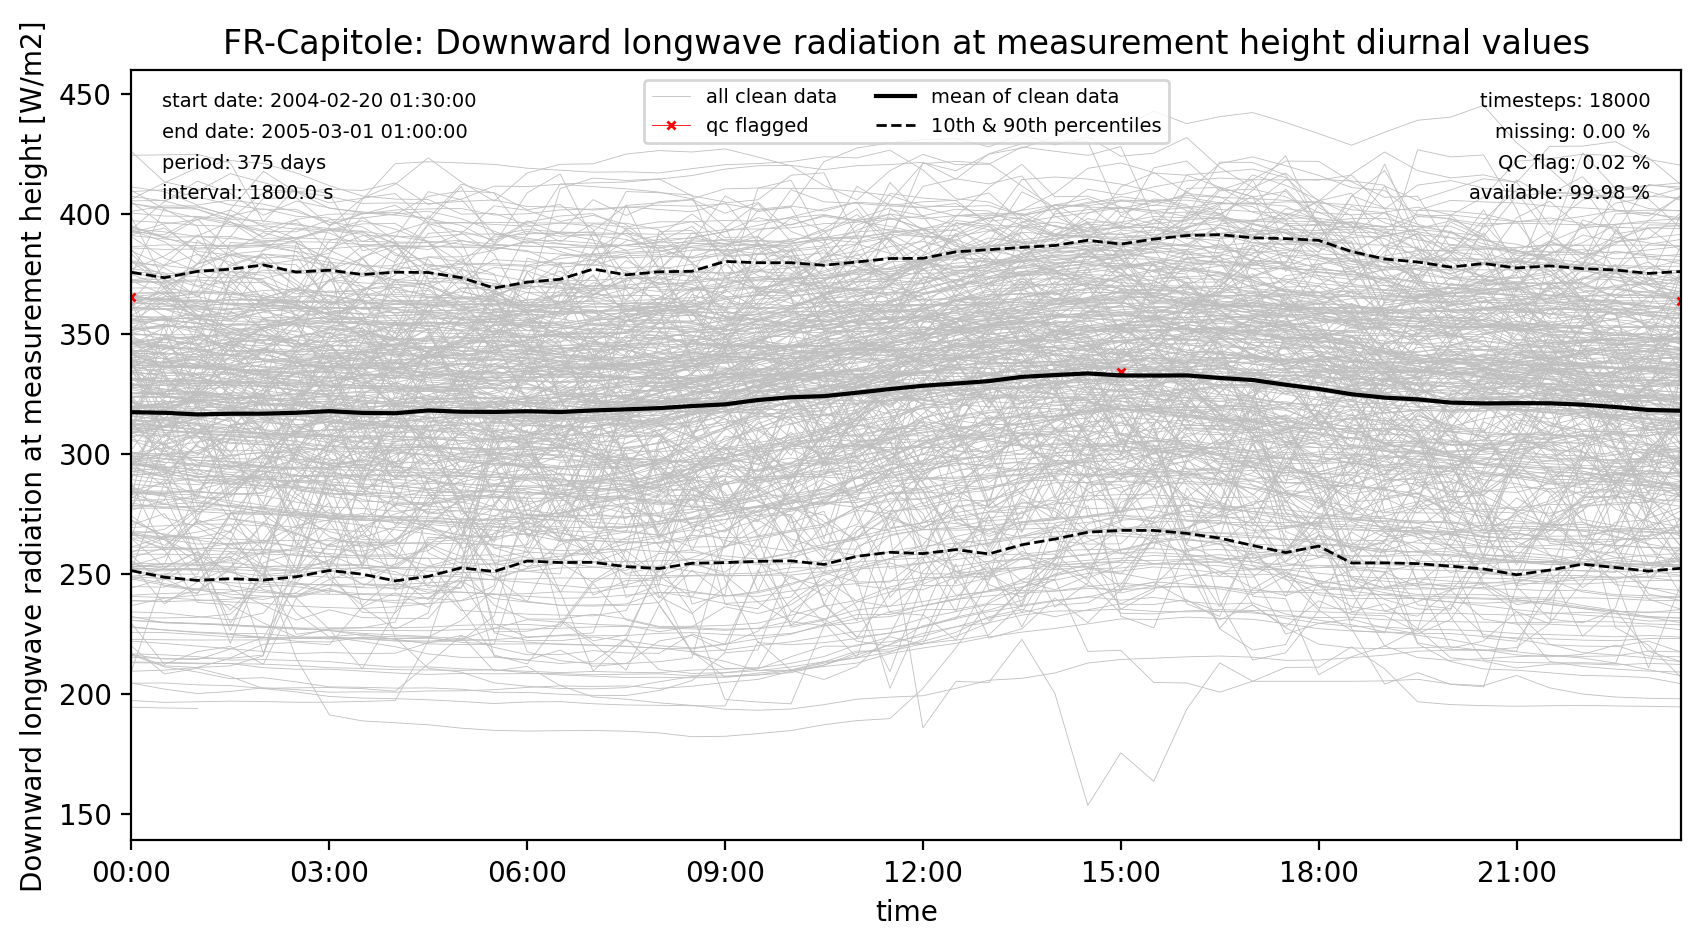 FR-Capitole: Downward longwave radiation at measurement height diurnal values
Downward longwave radiation at measurement height [W/m2]
450
400
350
300
250
200
150
start date: 2004-02-20 01:30:00
end date: 2005-03-01 01:00:00
period: 375 days
interval: 1800.0 s
all clean data
qc flagged
mean of clean data
10th & 90th percentiles
timesteps: 18000
missing: 0.00 %
QC flag: 0.02 %
available: 99.98 %
00:00 03:00 06:00 09:00 12:00 15:00 18:00 21:00
time